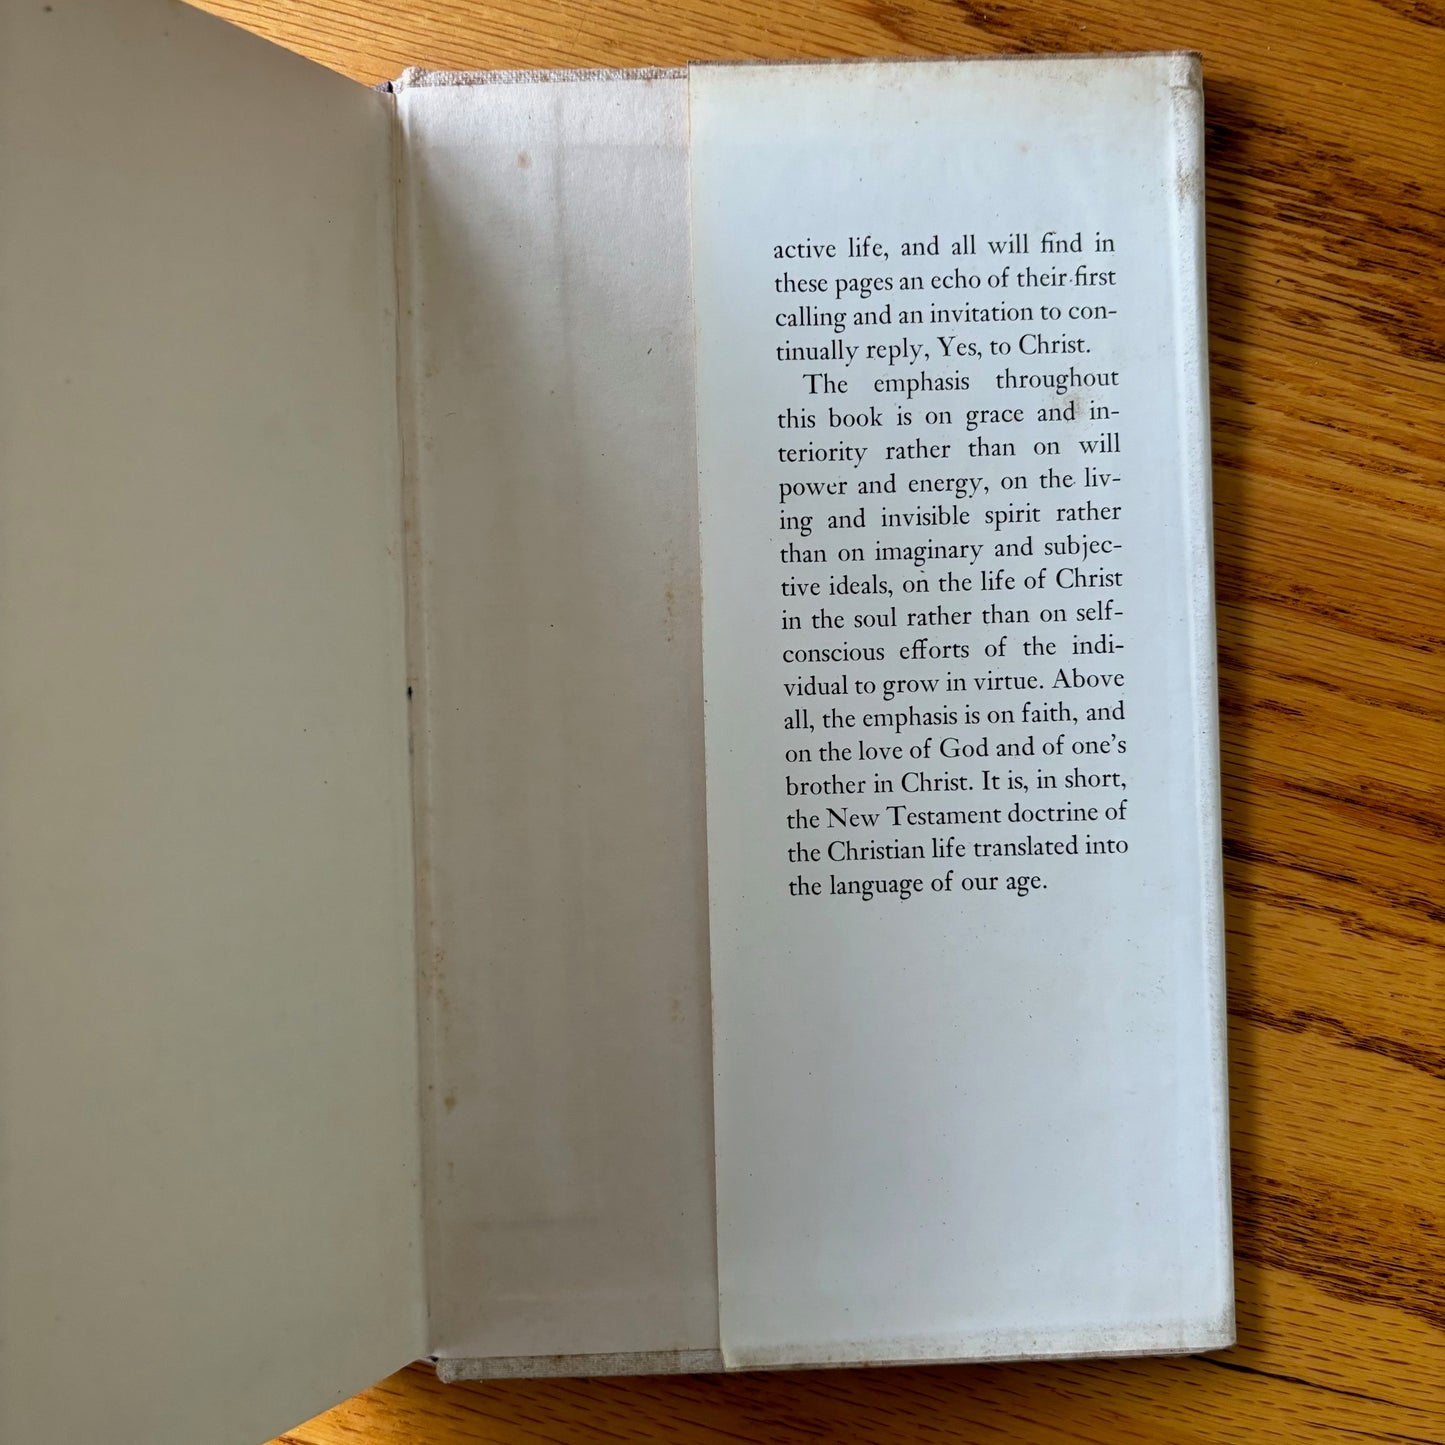 active life, and all will find in
these pages an echo of their first
calling and an invitation to con-
tinually reply, Yes, to Christ.
The emphasis throughout
this book is on grace and in-
teriority rather than on will
power and energy, on the liv-
ing and invisible spirit rather
than on imaginary and subjec-
tive ideals, on the life of Christ
in the soul rather than on self-
conscious efforts of the indi-
vidual to grow in virtue. Above
all, the emphasis is on faith, and
on the love of God and of one's
brother in Christ. It is, in short,
the New Testament doctrine of
the Christian life translated into
the language of our age.